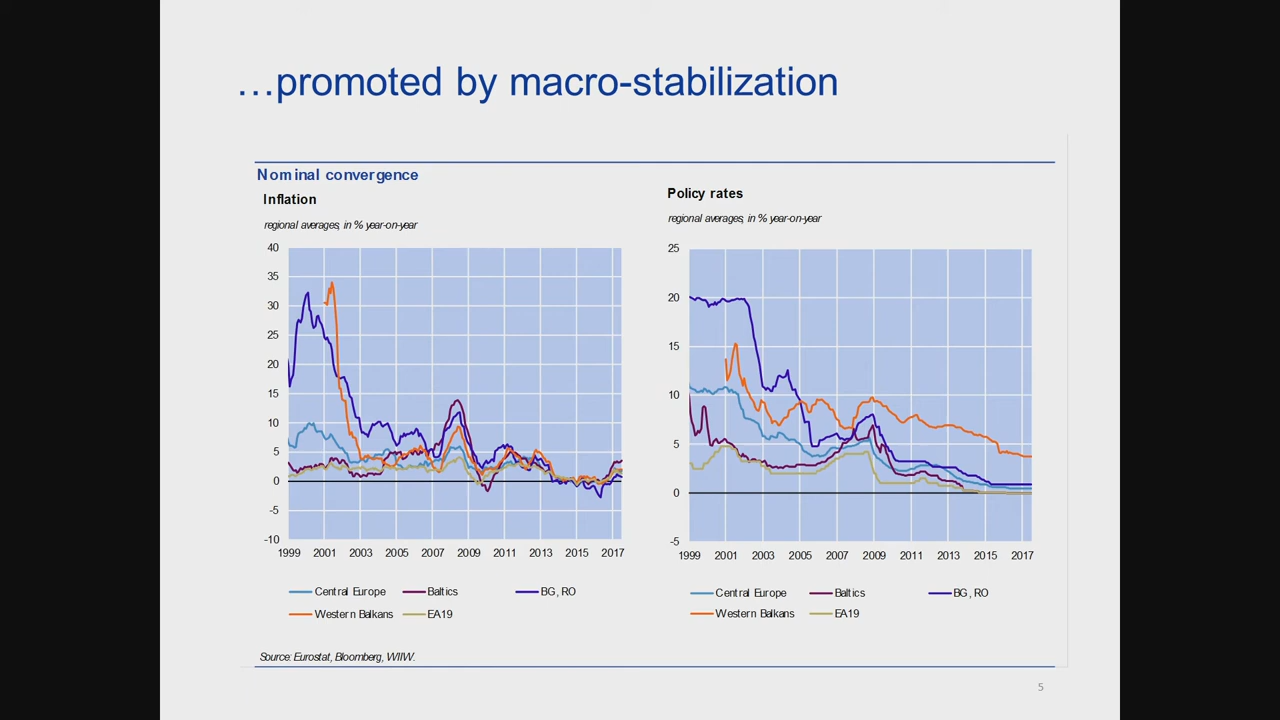 …promoted by macro-stabilization
Nominal convergence
Inflation
regional averages, in % year-on-year
40
35
30
25
20
15
10
5
0
-5
-10
1999 2001 2003 2005 2007 2009 2011 2013 2015 2017
Central Europe Baltics BG, RO
Western Balkans EA19
Policy rates
regional averages, in % year-on-year
25
20
15
10
5
0
-5
1999 2001 2003 2005 2007 2009 2011 2013 2015 2017
Central Europe Baltics BG, RO
Western Balkans EA19
Source: Eurostat, Bloomberg, WIIW.
5